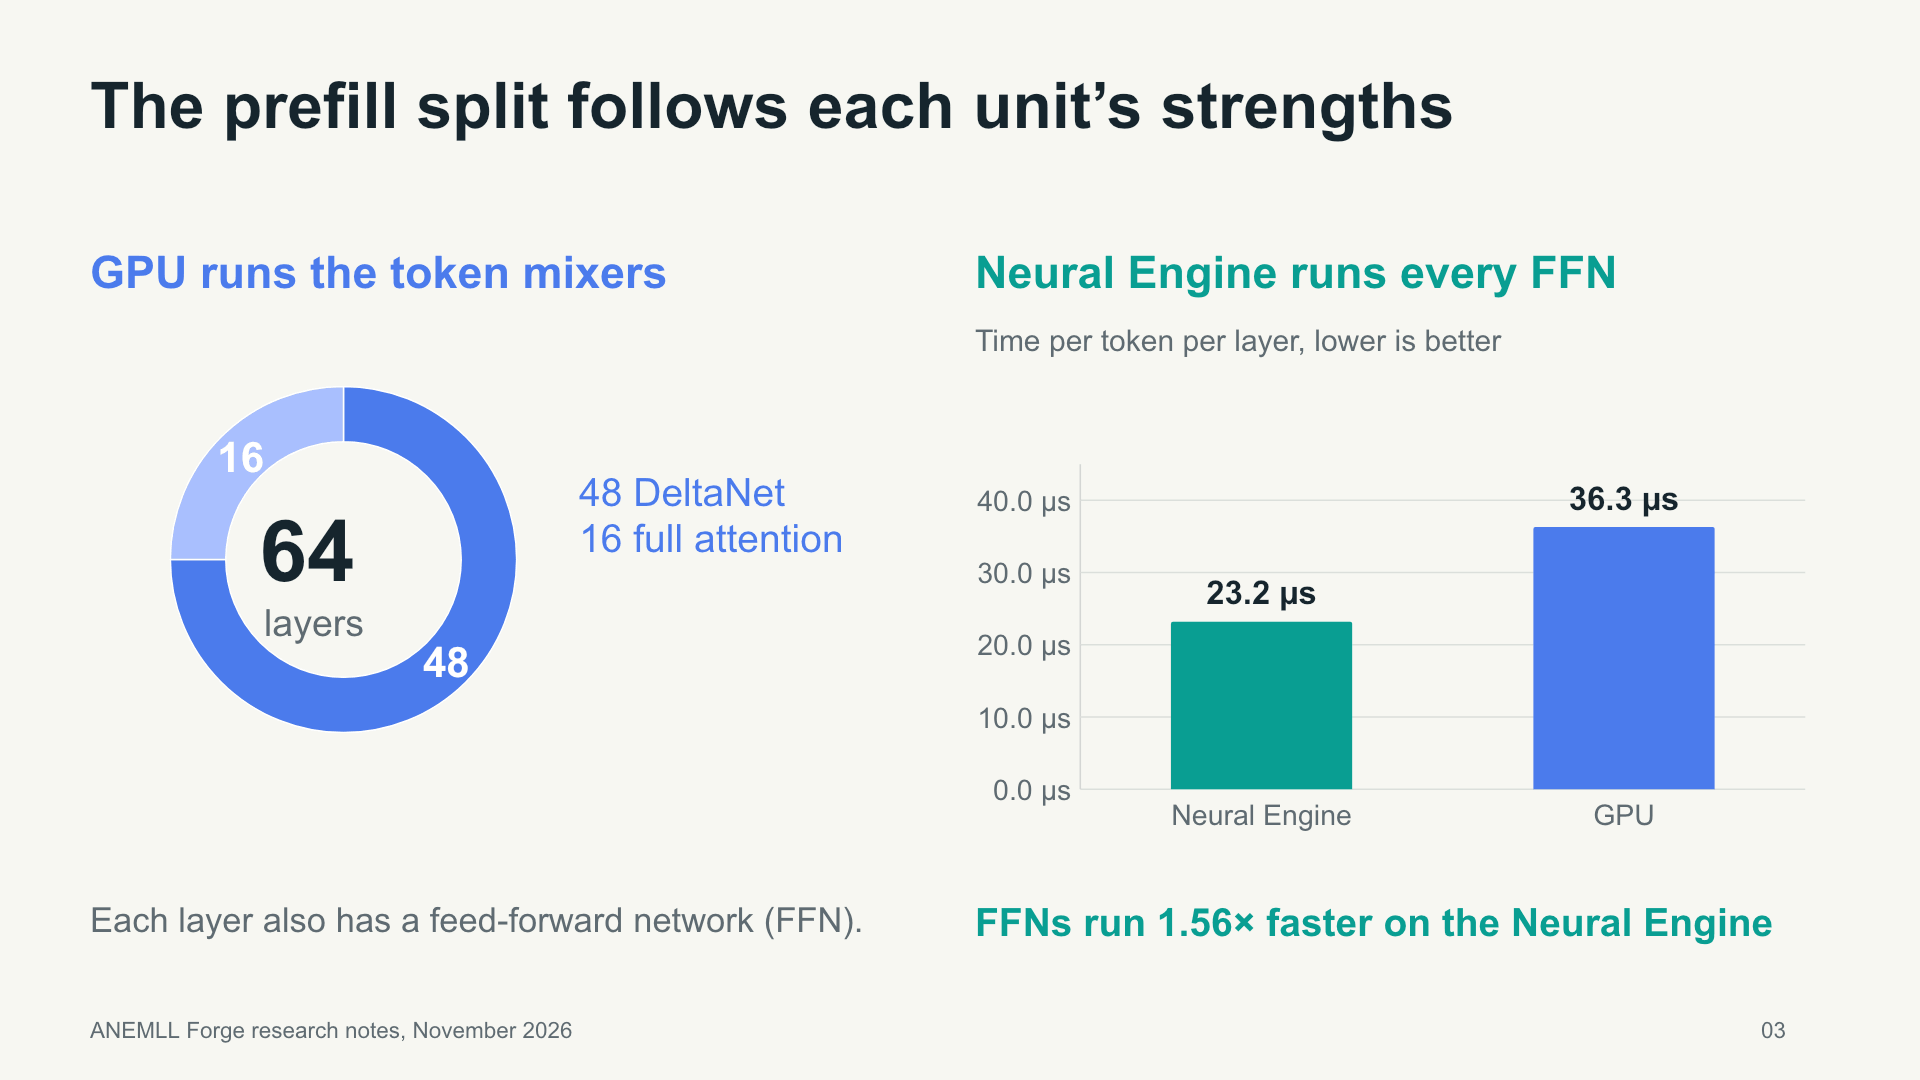 The prefill split follows each unit’s strengths
GPU runs the token mixers
16
64
layers
48
48 DeltaNet
16 full attention
Each layer also has a feed-forward network (FFN).
Neural Engine runs every FFN
Time per token per layer, lower is better
40.0 µs
30.0 µs
20.0 µs
10.0 µs
0.0 µs
23.2 µs
36.3 µs
Neural Engine
GPU
FFNs run 1.56× faster on the Neural Engine
ANEMLL Forge research notes, November 2026
03